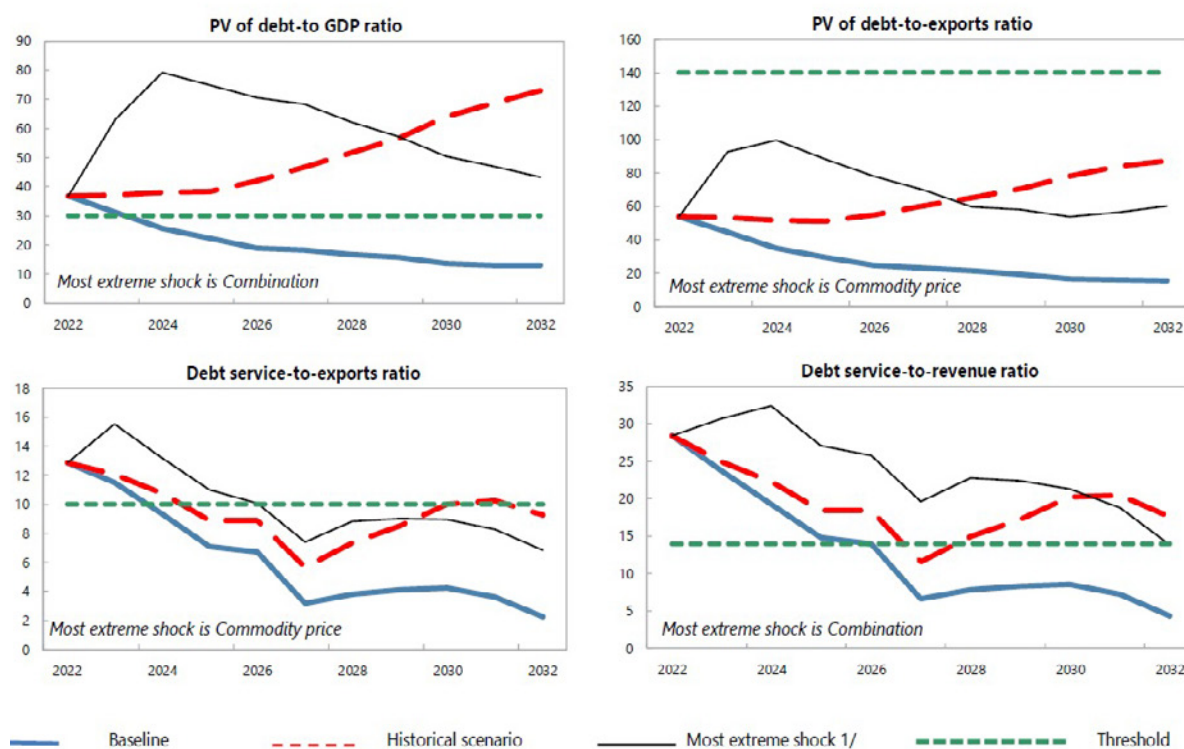 PV of debt-to GDP ratio
90
80
70
60
50
40
30
20
10
0
Most extreme shock is Combination
2022 2024 2026 2028 2030 2032
PV of debt-to-exports ratio
160
140
120
100
80
60
40
20
0
Most extreme shock is Commodity price
2022 2024 2026 2028 2030 2032
Debt service-to-exports ratio
18
16
14
12
10
8
6
4
2
0
Most extreme shock is Commodity price
2022 2024 2026 2028 2030 2032
Debt service-to-revenue ratio
35
30
25
20
15
10
5
0
Most extreme shock is Combination
2022 2024 2026 2028 2030 2032
Baseline Historical scenario Most extreme shock 1/ Threshold